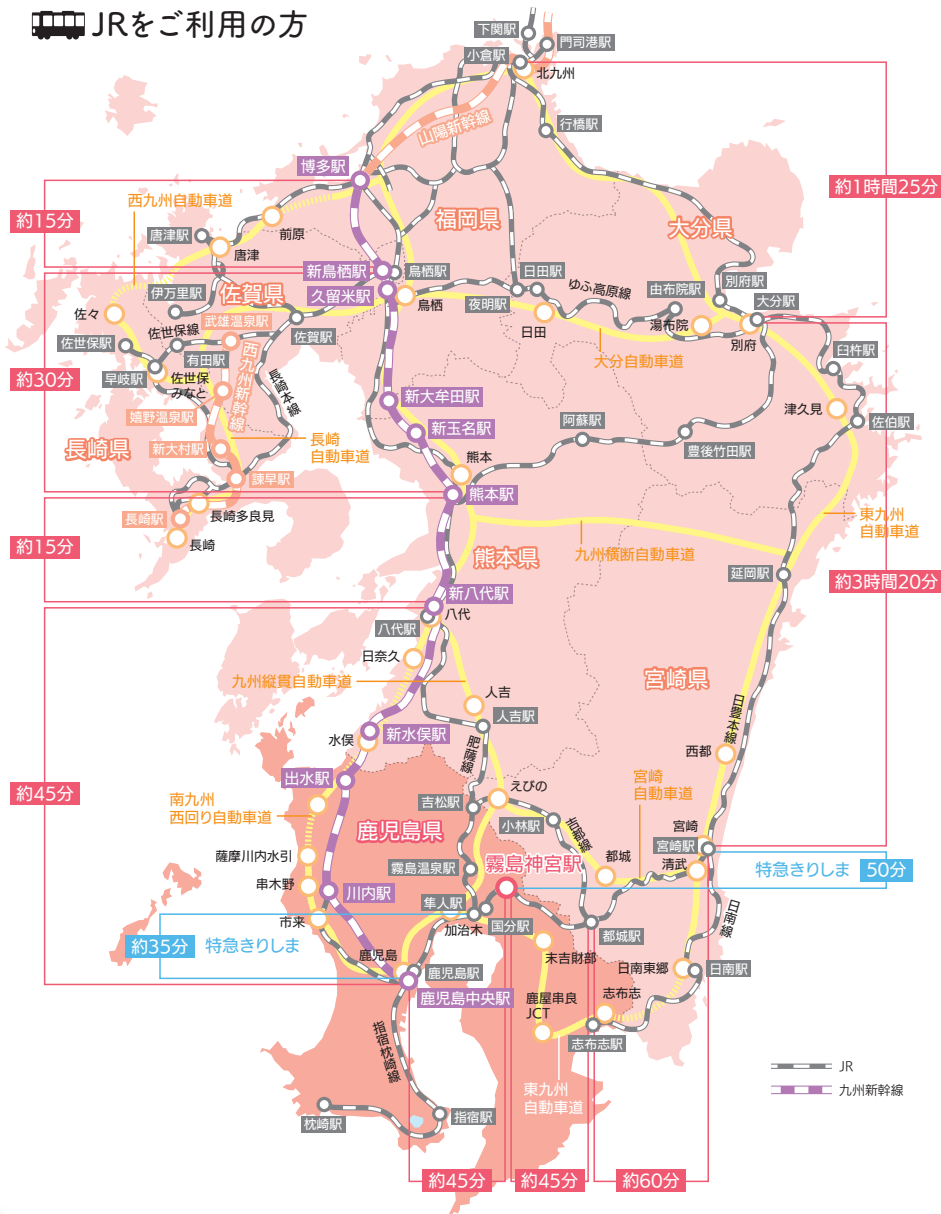 JRをご利用の方
下関駅
門司港駅
小倉駅
北九州
山陽新幹線
行橋駅
約1時間25分
博多駅
約15分
西九州自動車道
福岡県
大分県
唐津駅
前原
唐津
新鳥栖駅
鳥栖駅
日田駅
ゆふ高原線
由布院駅
別府駅
大分駅
伊万里駅
佐賀県
久留米駅
鳥栖
夜明駅
佐々
武雄温泉駅
佐賀駅
日田
湯布院
別府
佐世保線
佐世保駅
有田駅
大分自動車道
臼杵駅
早岐駅
佐世保
みなと
西九州新幹線
長崎本線
約30分
新大牟田駅
津久見
嬉野温泉駅
新玉名駅
阿蘇駅
佐伯駅
長崎県
新大村駅
長崎
自動車道
熊本
豊後竹田駅
諫早駅
熊本駅
長崎駅
長崎多良見
長崎
東九州
自動車道
約15分
熊本県
九州横断自動車道
延岡駅
約3時間20分
新八代駅
八代
八代駅
日奈久
九州縦貫自動車道
宮崎県
人吉
人吉駅
日豊本線
新水俣駅
水俣
肥薩線
西都
出水駅
約45分
南九州
西回り自動車道
えびの
宮崎
自動車道
吉松駅
小林駅
吉都線
鹿児島県
宮崎
宮崎駅
薩摩川内水引
霧島温泉駅
霧島神宮駅
都城
清武
特急きりしま
50分
串木野
川内駅
隼人駅
日南線
市来
加治木
国分駅
都城駅
約35分
特急きりしま
鹿児島
鹿児島駅
末吉財部
日南東郷
日南駅
鹿児島中央駅
鹿屋串良
JCT
志布志
志布志駅
指宿枕崎線
東九州
自動車道
JR
九州新幹線
枕崎駅
指宿駅
約45分
約45分
約60分